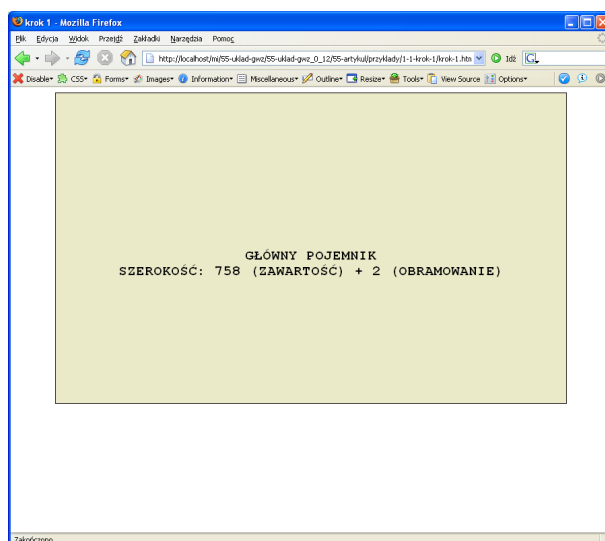 krok 1 - Mozilla Firefox
Plik Edycja Widok Przejdź Zakładki Narzędzia Pomoc
http://localhost/mi/55-uklad-gwz/55-uklad-gwz_0_12/55-artykul/przyklady/1-1-krok-1/krok-1.htm Idź
Disable CSS Forms Images Information Miscellaneous Outline Resize Tools View Source Options
GŁÓWNY POJEMNIK
SZEROKOŚĆ: 758 (ZAWARTOŚĆ) + 2 (OBRAMOWANIE)
Zakończono